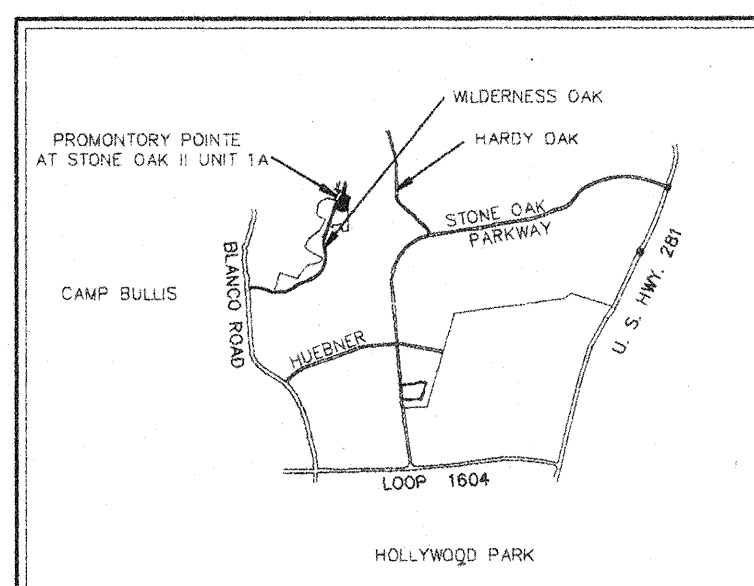 WILDERNESS OAK
PROMONTORY POINTE
AT STONE OAK II UNIT 1A
HARDY OAK
STONE OAK
PARKWAY
BLANCO ROAD
CAMP BULLIS
U. S. HWY. 281
HUEBNER
LOOP 1604
HOLLYWOOD PARK